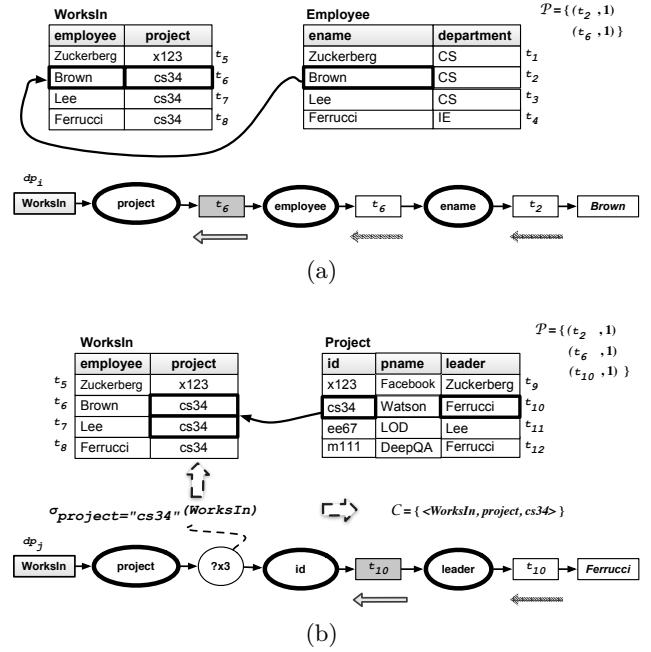 WorksIn
employee project
Zuckerberg x123 t5
Brown cs34 t6
Lee cs34 t7
Ferrucci cs34 t8
Employee
ename department
Zuckerberg CS t1
Brown CS t2
Lee CS t3
Ferrucci IE t4
P = { (t2 , 1)
(t6 , 1) }
dpi
WorksIn project t6 employee t6 ename t2 Brown
(a)
WorksIn
employee project
t5 Zuckerberg x123
t6 Brown cs34
t7 Lee cs34
t8 Ferrucci cs34
Project
id pname leader
x123 Facebook Zuckerberg t9
cs34 Watson Ferrucci t10
ee67 LOD Lee t11
m111 DeepQA Ferrucci t12
P = { (t2 , 1)
(t6 , 1)
(t10 , 1) }
σproject="cs34"(WorksIn)
C = { <WorksIn, project, cs34> }
dpj
WorksIn project ?x3 id t10 leader t10 Ferrucci
(b)